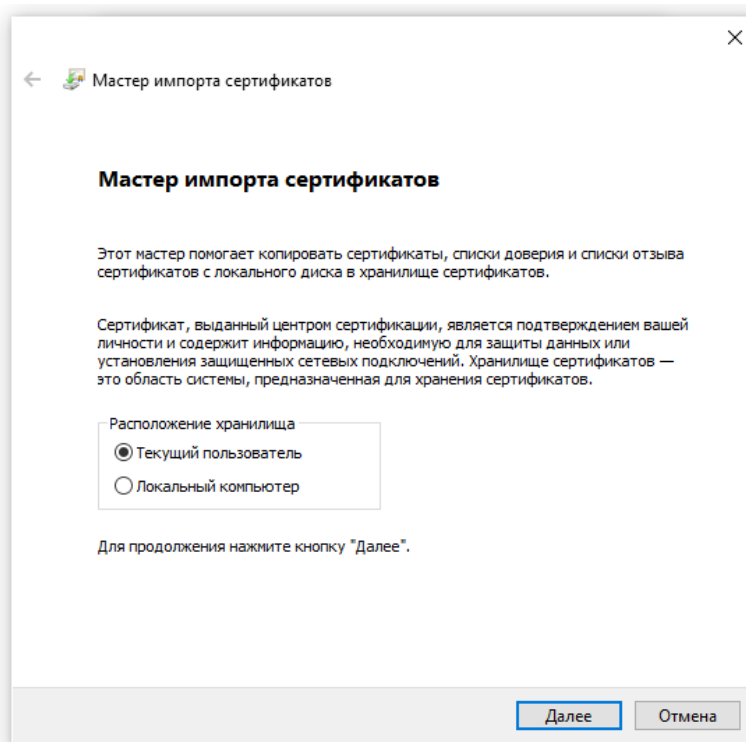 Мастер импорта сертификатов
Мастер импорта сертификатов
Этот мастер помогает копировать сертификаты, списки доверия и списки отзыва
сертификатов с локального диска в хранилище сертификатов.
Сертификат, выданный центром сертификации, является подтверждением вашей
личности и содержит информацию, необходимую для защиты данных или
установления защищенных сетевых подключений. Хранилище сертификатов —
это область системы, предназначенная для хранения сертификатов.
Расположение хранилища
Текущий пользователь
Локальный компьютер
Для продолжения нажмите кнопку "Далее".
Далее
Отмена